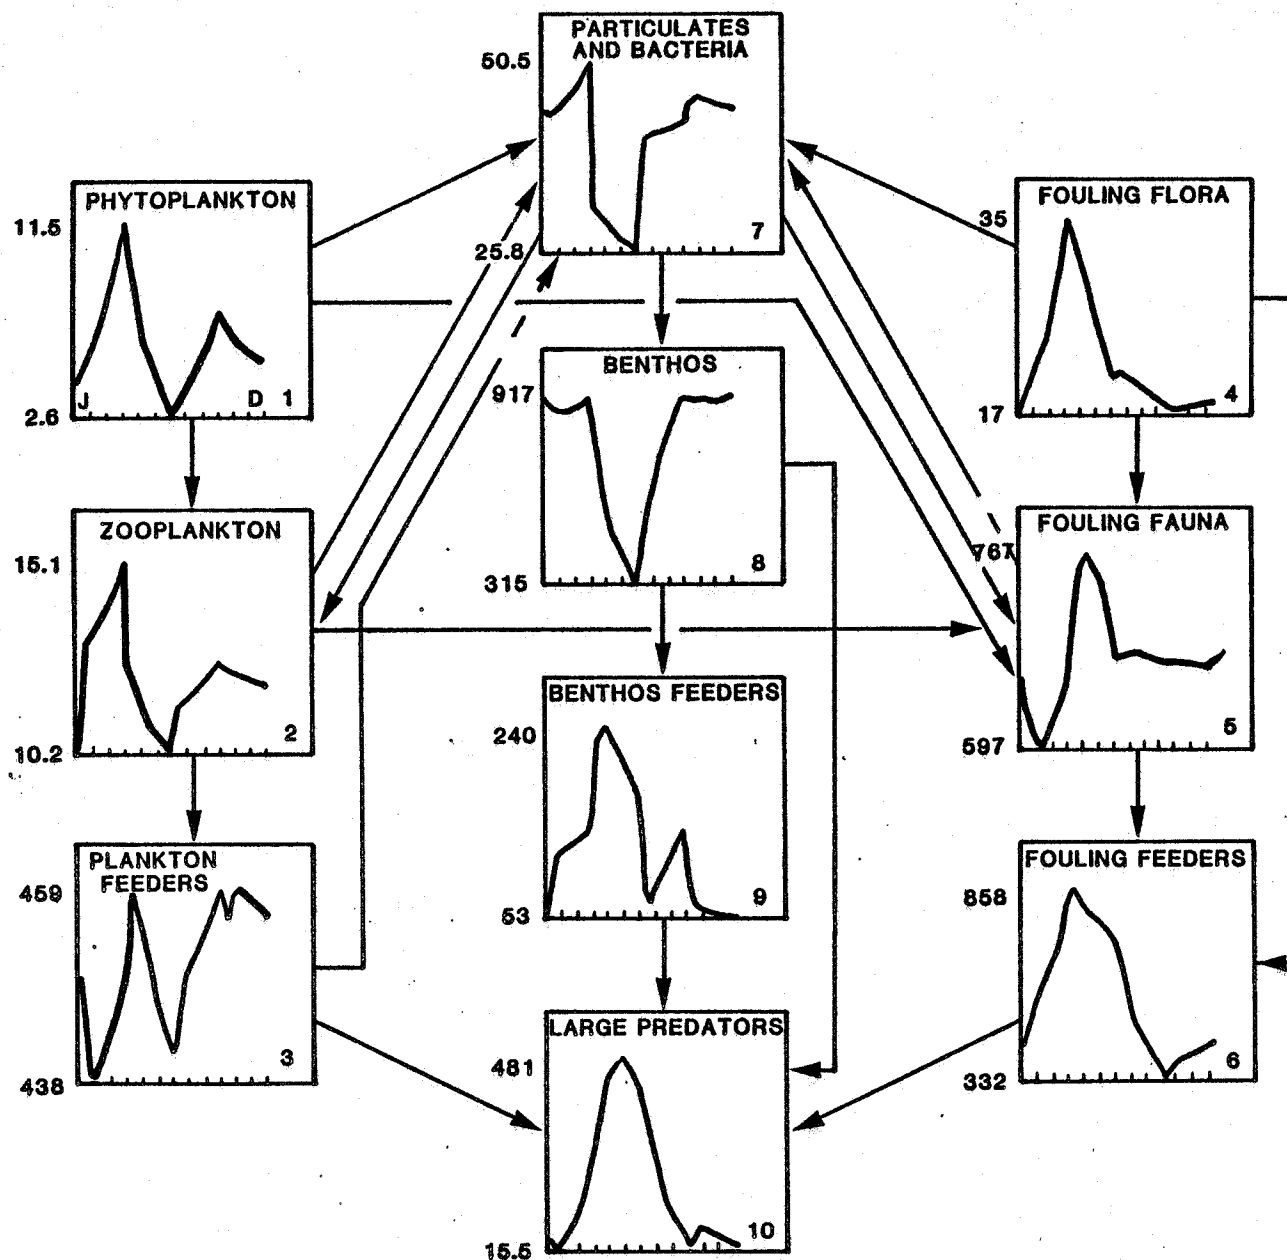 PARTICULATES
AND BACTERIA
50.5
25.8
7
PHYTOPLANKTON
11.5
2.6
J
D
1
FOULING FLORA
35
17
4
BENTHOS
917
315
8
ZOOPLANKTON
15.1
10.2
2
FOULING FAUNA
767
597
5
BENTHOS FEEDERS
240
53
9
PLANKTON
FEEDERS
459
438
3
FOULING FEEDERS
858
332
6
LARGE PREDATORS
481
15.5
10